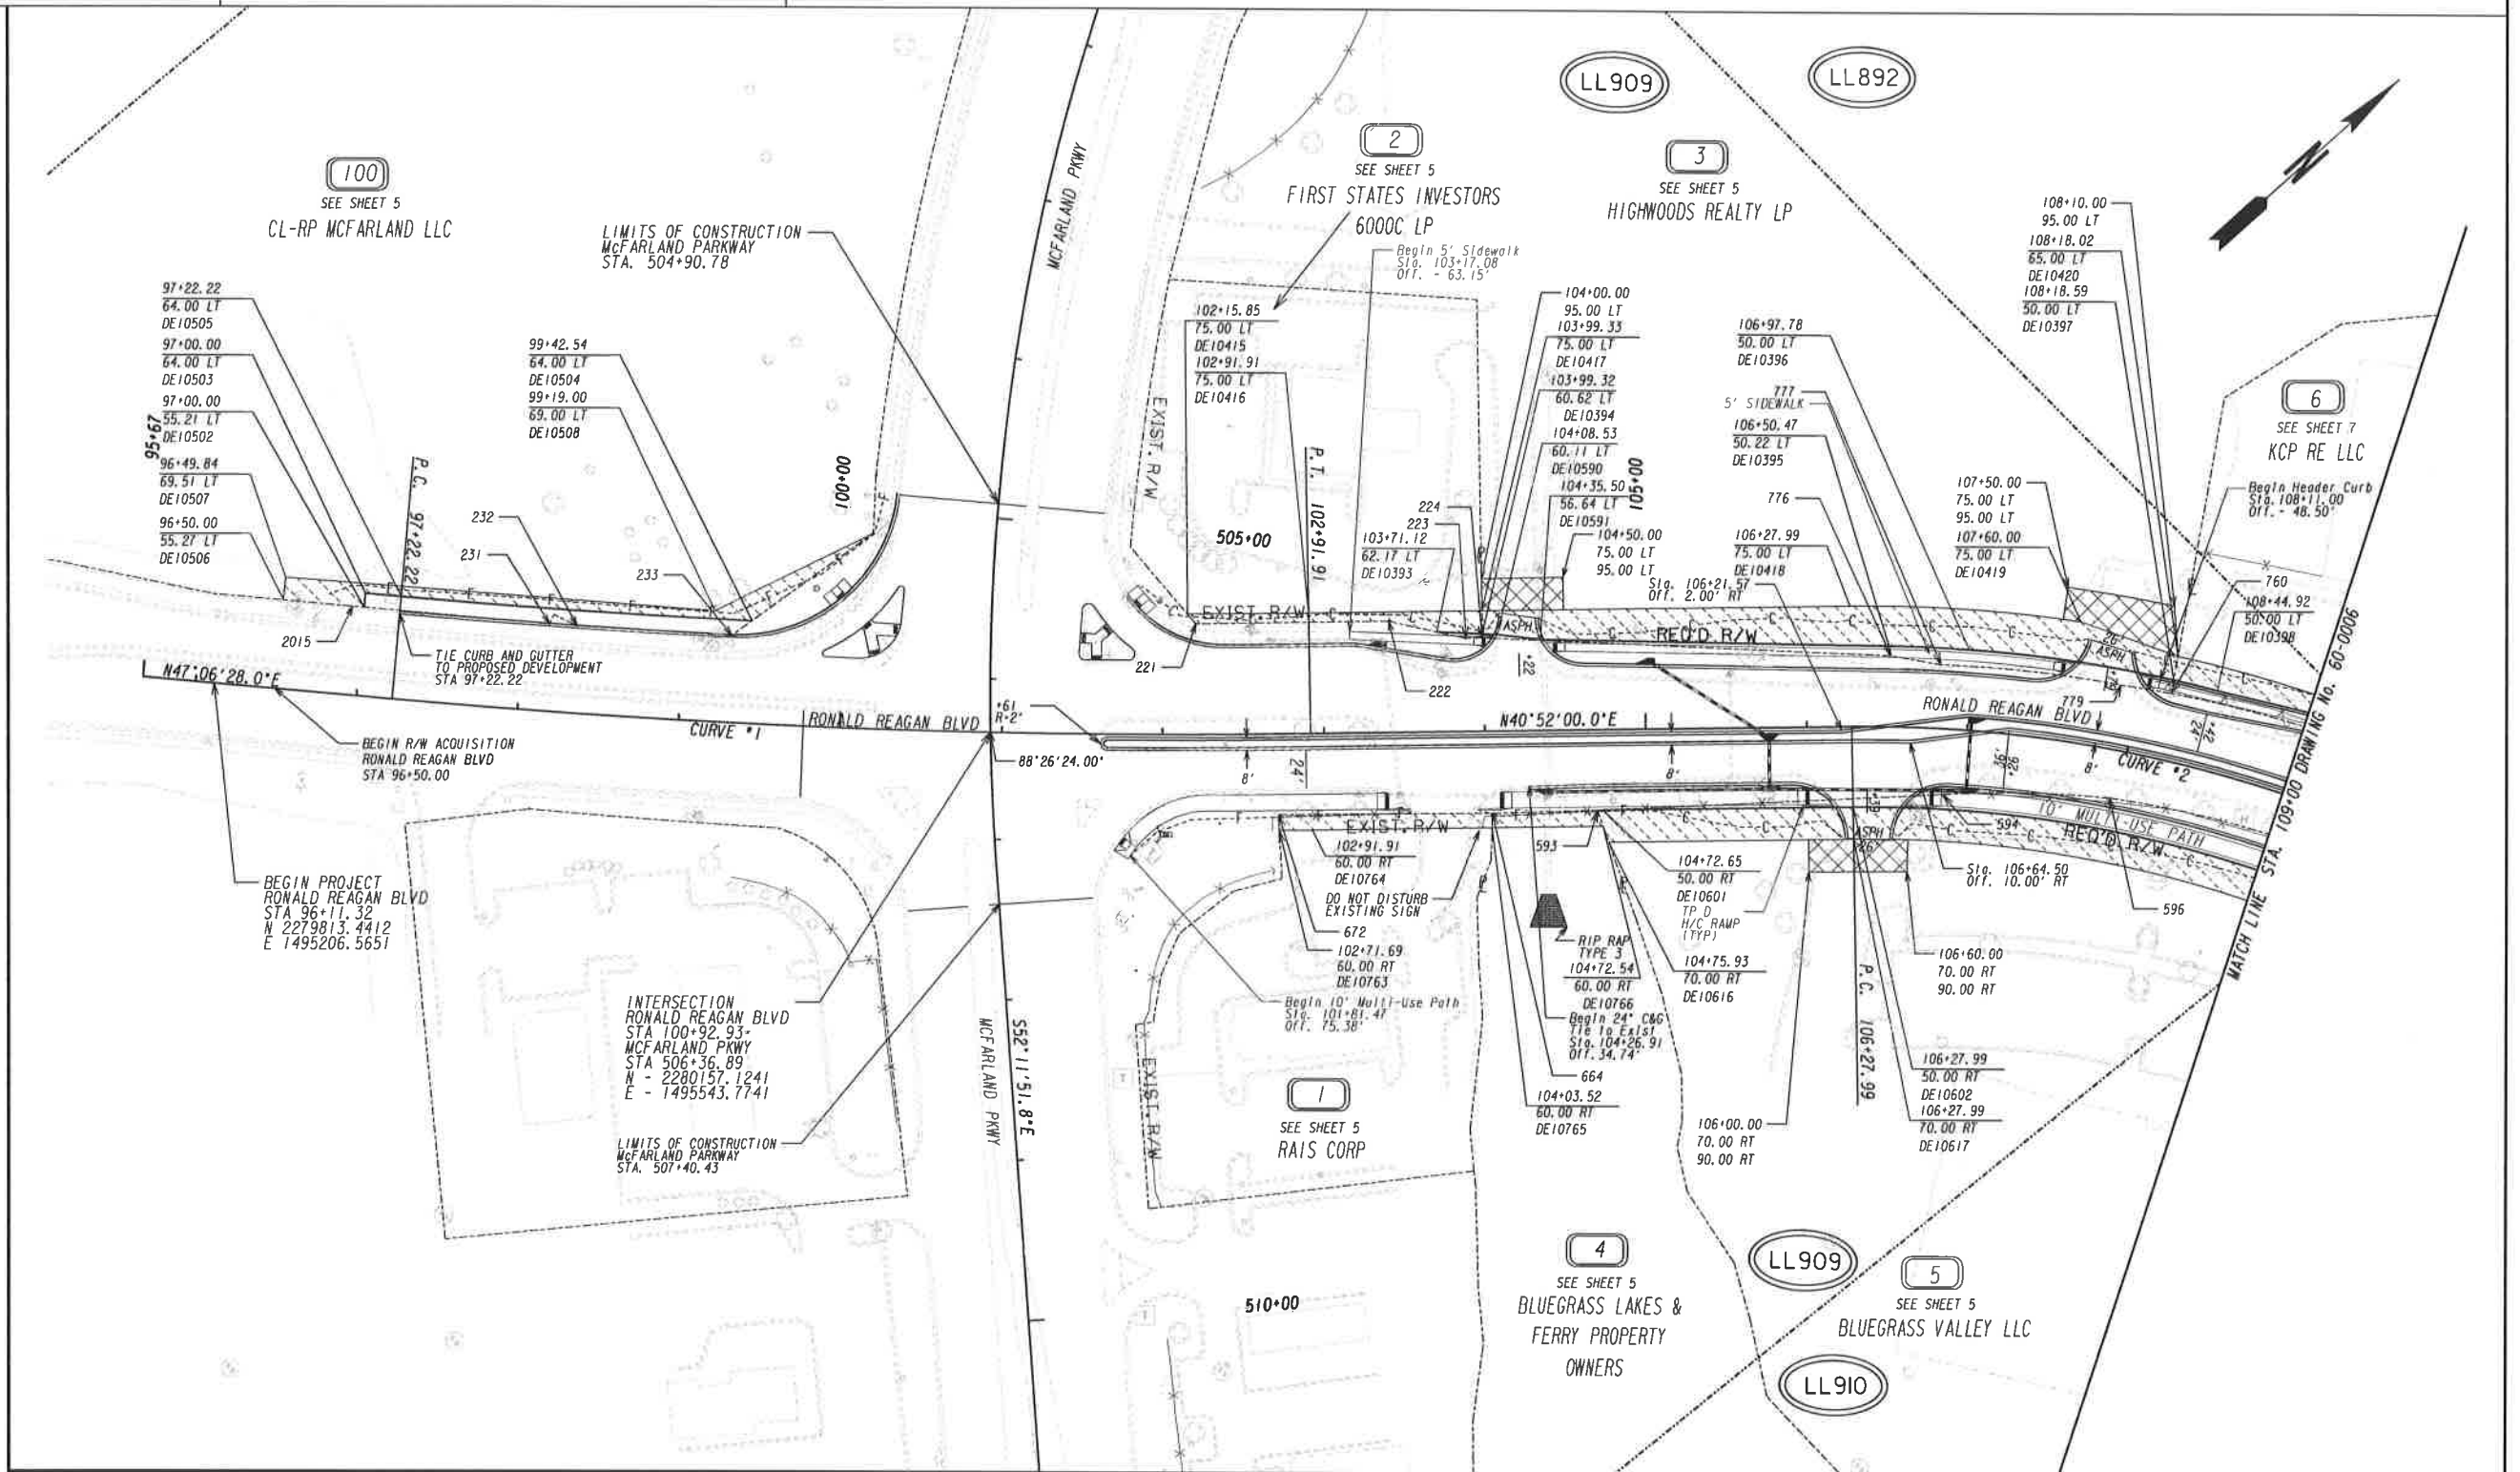 LL909
LL892
100
SEE SHEET 5
CL-RP MCFARLAND LLC
2
SEE SHEET 5
FIRST STATES INVESTORS
6000C LP
3
SEE SHEET 5
HIGHWOODS REALTY LP
N
LIMITS OF CONSTRUCTION
McFARLAND PARKWAY
STA. 504+90.78
MCFARLAND PKWY
Begin 5' Sidewalk
Sta. 103+17.08
Off. - 63.15'
108+10.00
95.00 LT
108+18.02
65.00 LT
DE10420
108+18.59
50.00 LT
DE10397
97+22.22
64.00 LT
DE10505
97+00.00
64.00 LT
DE10503
97+00.00
55.21 LT
DE10502
95+67
96+49.84
69.51 LT
DE10507
96+50.00
55.27 LT
DE10506
99+42.54
64.00 LT
DE10504
99+19.00
69.00 LT
DE10508
P.C. 97+22.22
232
231
233
100+00
EXIST. R/W
102+15.85
75.00 LT
DE10415
102+91.91
75.00 LT
DE10416
P.T. 102+91.91
505+00
104+00.00
95.00 LT
103+99.33
75.00 LT
DE10417
103+99.32
60.62 LT
DE10394
104+08.53
60.11 LT
DE10590
104+35.50
56.64 LT
DE10591
104+50.00
75.00 LT
95.00 LT
105+00
224
223
103+71.12
62.17 LT
DE10393
106+97.78
50.00 LT
DE10396
777
5' SIDEWALK
106+50.47
50.22 LT
DE10395
776
106+27.99
75.00 LT
DE10418
Sta. 106+21.57
Off. 2.00' RT
107+50.00
75.00 LT
95.00 LT
107+60.00
75.00 LT
DE10419
6
SEE SHEET 7
KCP RE LLC
Begin Header Curb
Sta. 108+11.00
Off. - 48.50'
760
108+44.92
50.00 LT
DE10398
2015
TIE CURB AND GUTTER
TO PROPOSED DEVELOPMENT
STA 97+22.22
EXIST. R/W
ASPH
REQ'D R/W
26'
ASPH
221
222
+22
779
N47°06'28.0"E
CURVE #1
RONALD REAGAN BLVD
+61
R=2'
N40°52'00.0"E
RONALD REAGAN BLVD
+42
24'
BEGIN R/W ACQUISITION
RONALD REAGAN BLVD
STA 96+50.00
88°26'24.00"
8'
24'
8'
8'
CURVE #2
MATCH LINE STA. 109+00 DRAWING No. 60-0006
10' MULTI-USE PATH
REQ'D R/W
EXIST. R/W
ASPH
26'
594
593
596
BEGIN PROJECT
RONALD REAGAN BLVD
STA 96+11.32
N 2279813.4412
E 1495206.5651
102+91.91
60.00 RT
DE10764
DO NOT DISTURB
EXISTING SIGN
672
102+71.69
60.00 RT
DE10763
Begin 10' Multi-Use Path
Sta. 101+81.47
Off. 75.38'
104+72.65
50.00 RT
DE10601
TP D
H/C RAMP
(TYP)
RIP RAP
TYPE 3
104+72.54
60.00 RT
DE10766
Begin 24" C&G
Tie to Exist
Sta. 104+26.91
Off. 34.74'
104+75.93
70.00 RT
DE10616
664
104+03.52
60.00 RT
DE10765
Sta. 106+64.50
Off. 10.00' RT
106+60.00
70.00 RT
90.00 RT
P.C. 106+27.99
106+27.99
50.00 RT
DE10602
106+27.99
70.00 RT
DE10617
106+00.00
70.00 RT
90.00 RT
INTERSECTION
RONALD REAGAN BLVD
STA 100+92.93=
MCFARLAND PKWY
STA 506+36.89
N - 2280157.1241
E - 1495543.7741
LIMITS OF CONSTRUCTION
McFARLAND PARKWAY
STA. 507+40.43
MCFARLAND PKWY
S52°11'51.8"E
EXIST. R/W
1
SEE SHEET 5
RAIS CORP
510+00
4
SEE SHEET 5
BLUEGRASS LAKES &
FERRY PROPERTY
OWNERS
LL909
5
SEE SHEET 5
BLUEGRASS VALLEY LLC
LL910